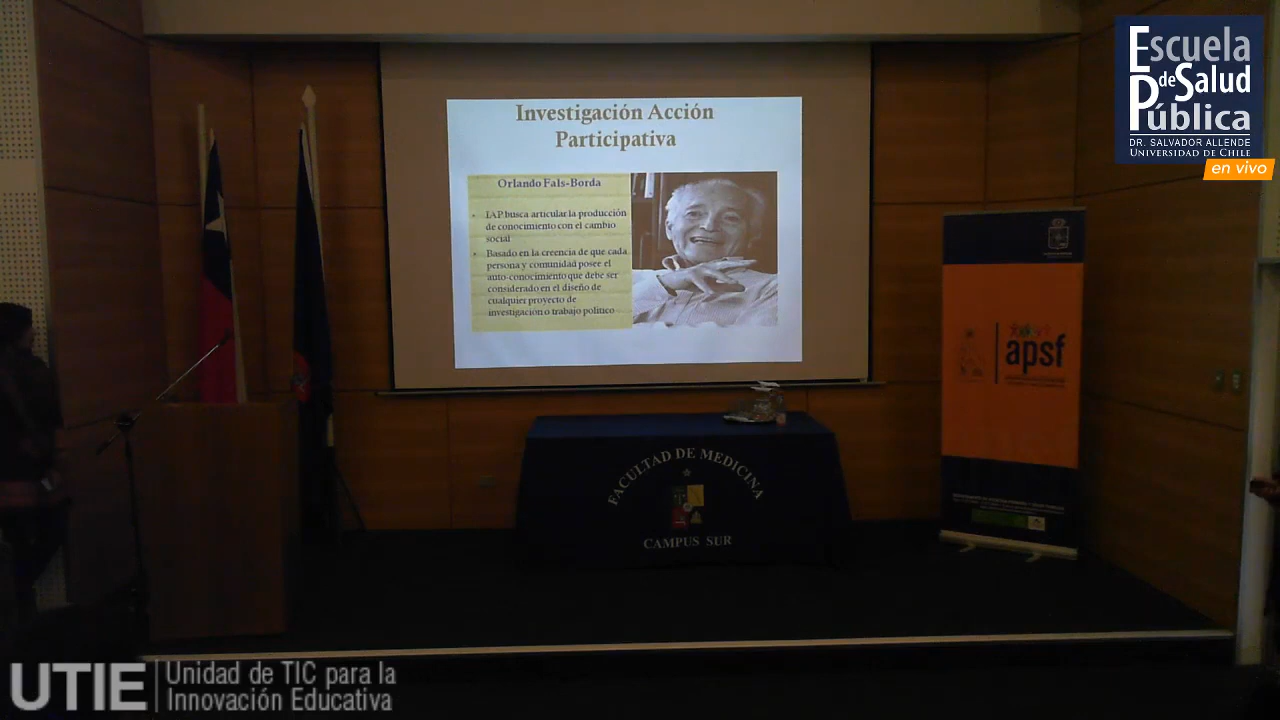 Escuela
de Salud
Pública
DR. SALVADOR ALLENDE
UNIVERSIDAD DE CHILE
en vivo
Investigación Acción
Participativa
Orlando Fals-Borda
• IAP busca articular la producción
de conocimiento con el cambio
social
• Basado en la creencia de que cada
persona y comunidad posee el
auto-conocimiento que debe ser
considerado en el diseño de
cualquier proyecto de
investigación o trabajo político
apsf
FACULTAD DE MEDICINA
CAMPUS SUR
UTIE
Unidad de TIC para la
Innovación Educativa